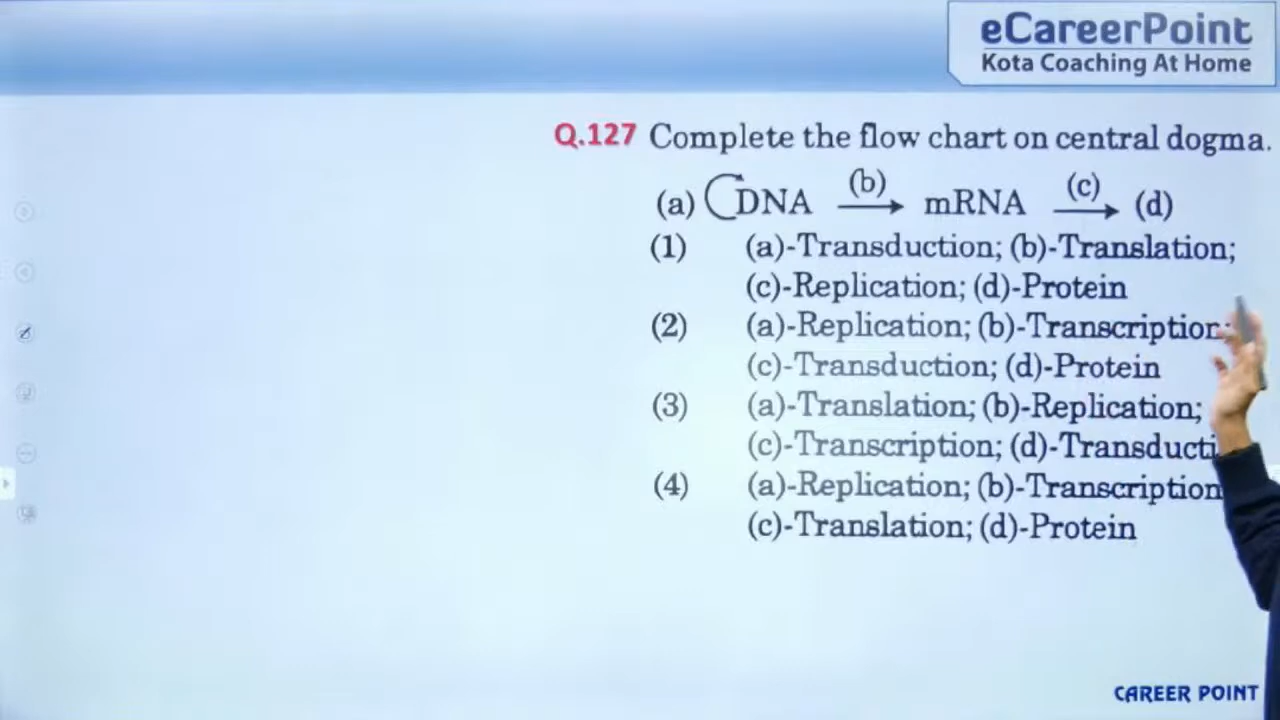 eCareerPoint
Kota Coaching At Home
Q.127 Complete the flow chart on central dogma.
(b) (c)
(a) DNA → mRNA → (d)
(1) (a)-Transduction; (b)-Translation;
(c)-Replication; (d)-Protein
(2) (a)-Replication; (b)-Transcription;
(c)-Transduction; (d)-Protein
(3) (a)-Translation; (b)-Replication;
(c)-Transcription; (d)-Transducti
(4) (a)-Replication; (b)-Transcription
(c)-Translation; (d)-Protein
CAREER POINT